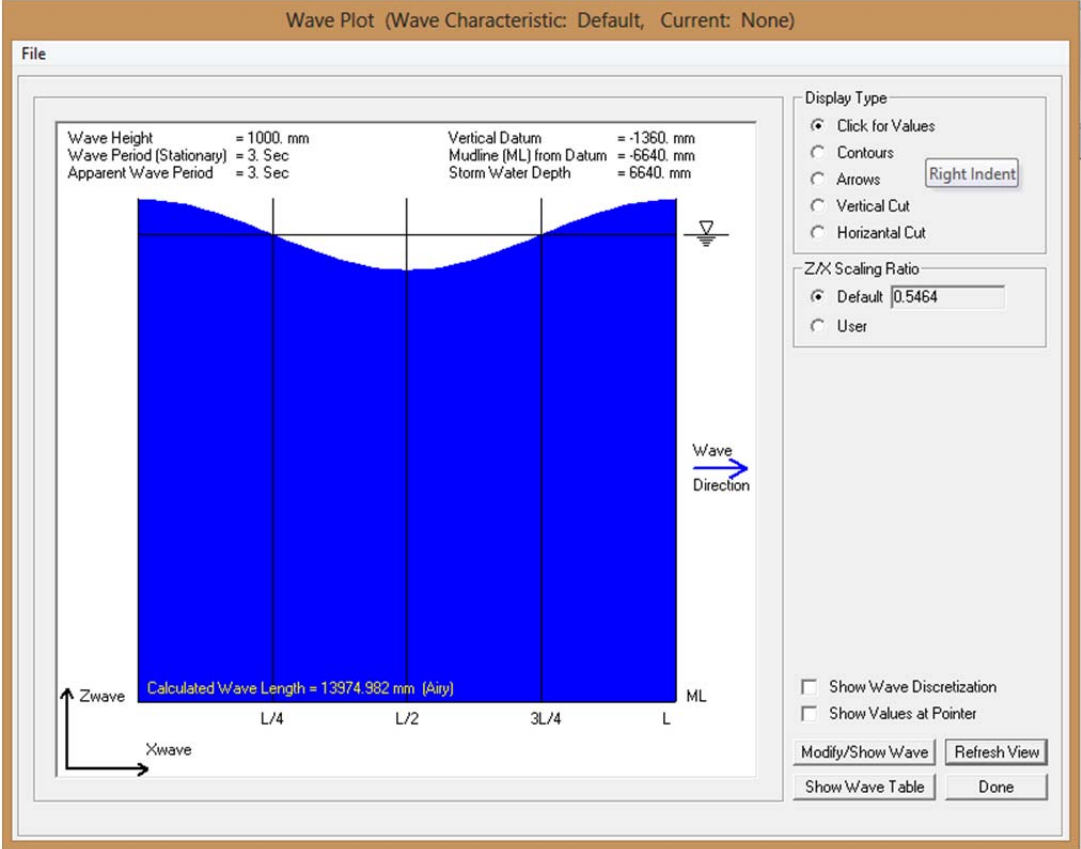 Wave Plot (Wave Characteristic: Default, Current: None)
File
Wave Height = 1000. mm
Wave Period (Stationary) = 3. Sec
Apparent Wave Period = 3. Sec
Vertical Datum = -1360. mm
Mudline (ML) from Datum = -6640. mm
Storm Water Depth = 6640. mm
Wave
Direction
Calculated Wave Length = 13974.982 mm (Airy)
Zwave
ML
L/4 L/2 3L/4 L
Xwave
Display Type
Click for Values
Contours
Arrows
Right Indent
Vertical Cut
Horizantal Cut
Z/X Scaling Ratio
Default 0.5464
User
Show Wave Discretization
Show Values at Pointer
Modify/Show Wave Refresh View
Show Wave Table Done